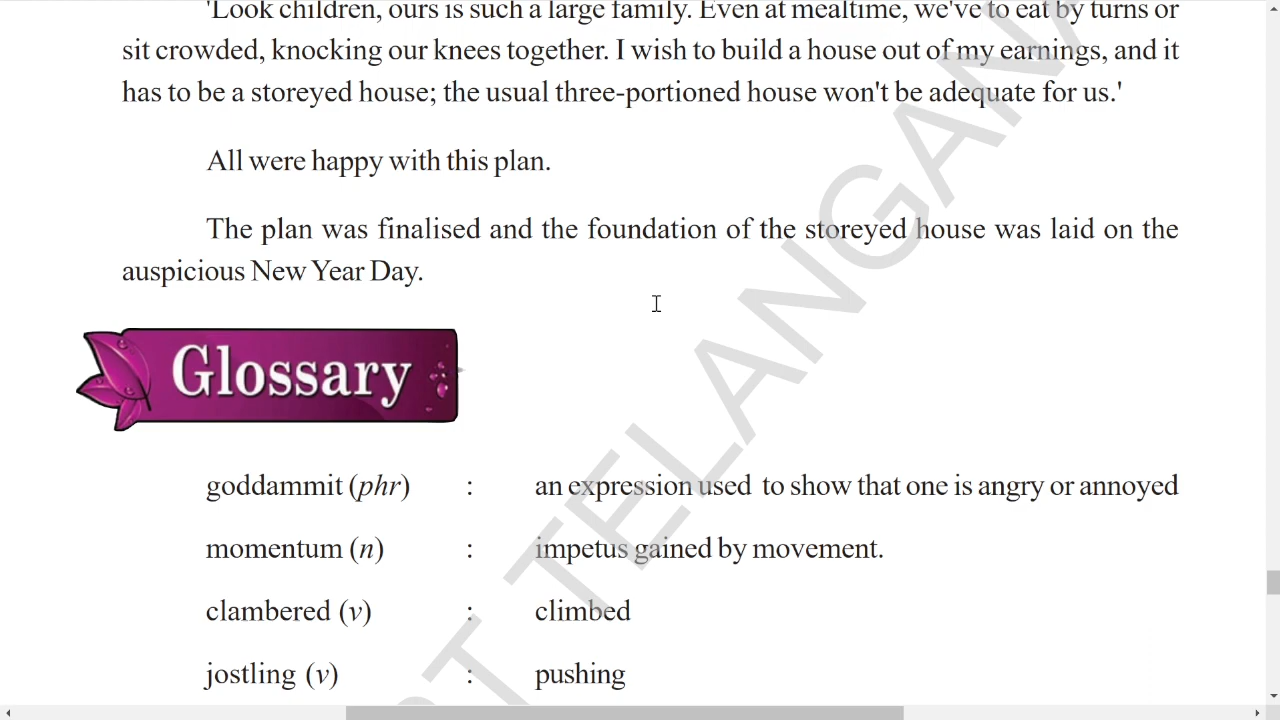 'Look children, ours is such a large family. Even at mealtime, we've to eat by turns or
sit crowded, knocking our knees together. I wish to build a house out of my earnings, and it
has to be a storeyed house; the usual three-portioned house won't be adequate for us.'
All were happy with this plan.
The plan was finalised and the foundation of the storeyed house was laid on the
auspicious New Year Day.
Glossary
goddammit (phr) : an expression used to show that one is angry or annoyed
momentum (n) : impetus gained by movement.
clambered (v) : climbed
jostling (v) : pushing
RT TELANGANA